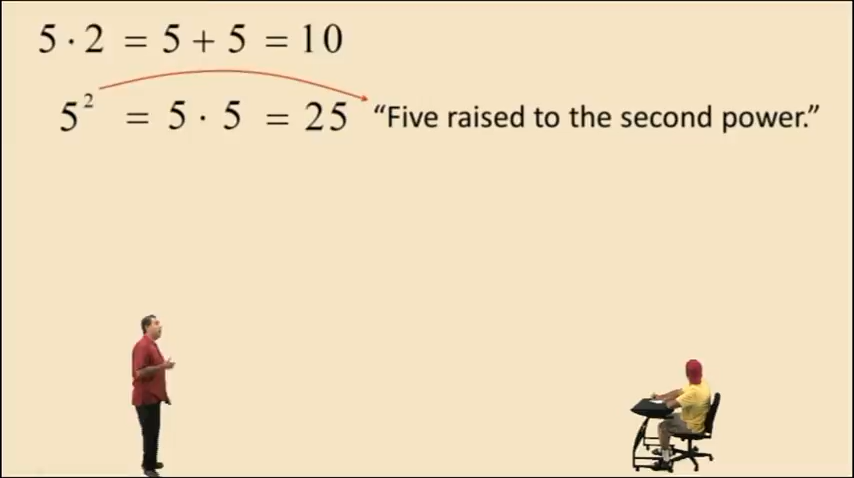 5 · 2 = 5 + 5 = 10
5² = 5 · 5 = 25 “Five raised to the second power.”